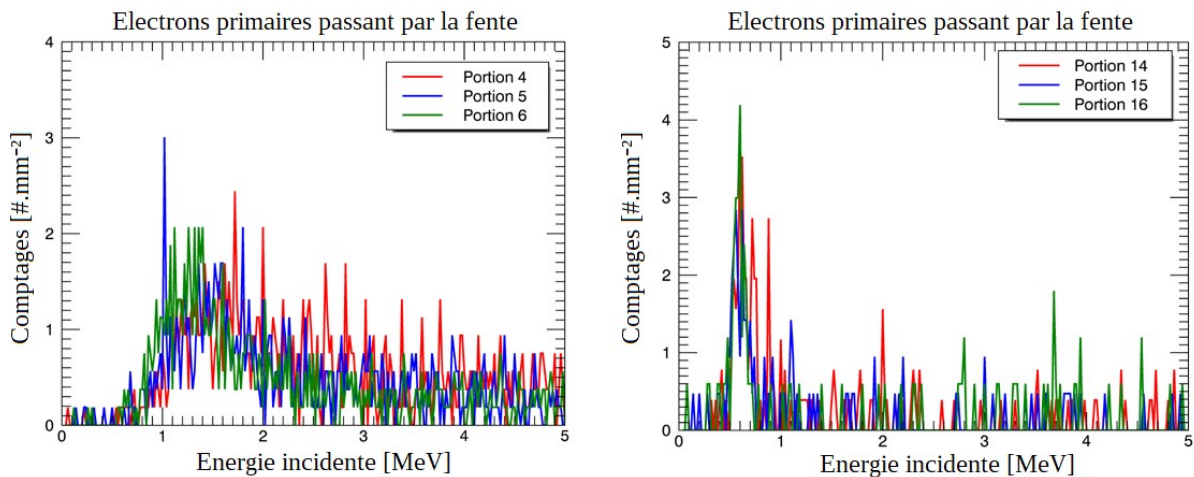 Electrons primaires passant par la fente
4
3
2
1
0
Comptages [#.mm⁻²]
Portion 4
Portion 5
Portion 6
0 1 2 3 4 5
Energie incidente [MeV]
Electrons primaires passant par la fente
5
4
3
2
1
0
Comptages [#.mm⁻²]
Portion 14
Portion 15
Portion 16
0 1 2 3 4 5
Energie incidente [MeV]